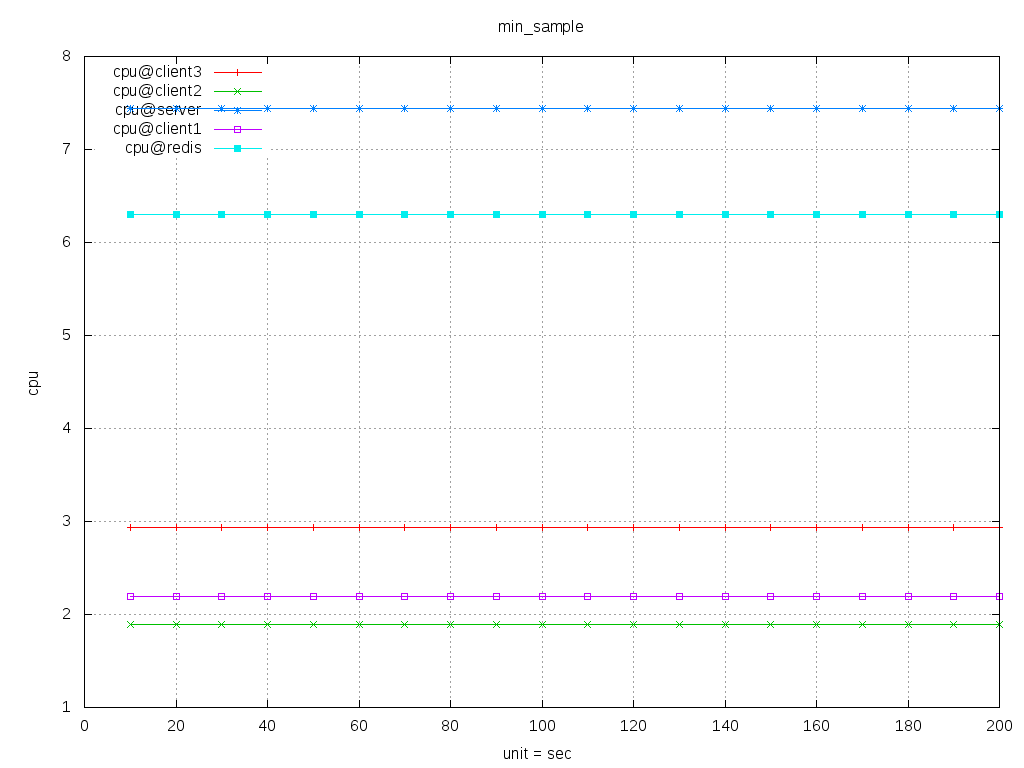 min_sample
8
7
6
5
4
3
2
1
cpu
cpu@client3
cpu@client2
cpu@server
cpu@client1
cpu@redis
0 20 40 60 80 100 120 140 160 180 200
unit = sec